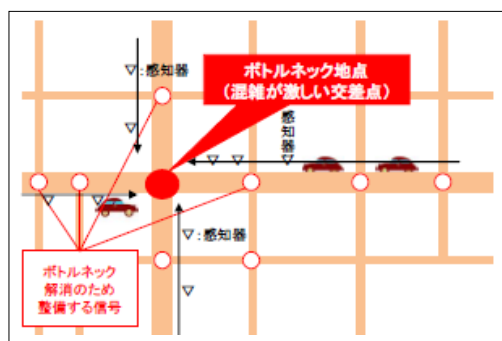 ▽:感知器
ボトルネック地点
（混雑が激しい交差点）
感知器
▽:感知器
ボトルネック
解消のため
整備する信号